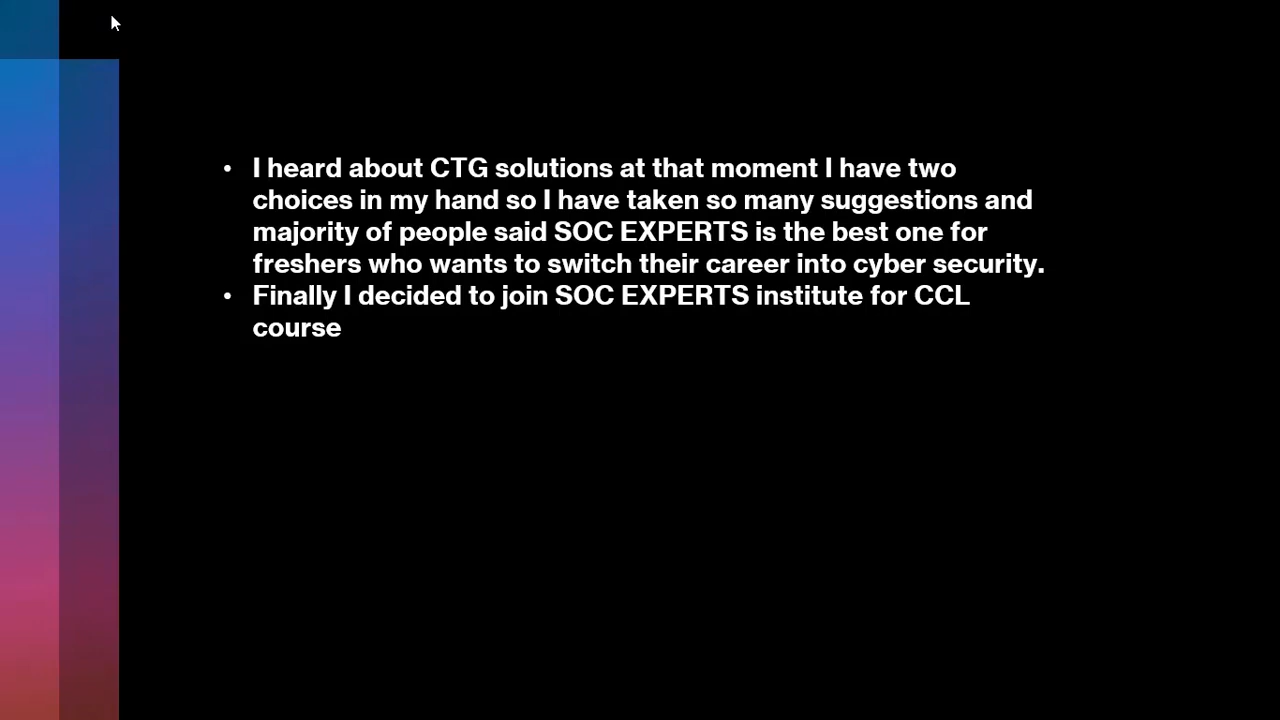 • I heard about CTG solutions at that moment I have two
choices in my hand so I have taken so many suggestions and
majority of people said SOC EXPERTS is the best one for
freshers who wants to switch their career into cyber security.
• Finally I decided to join SOC EXPERTS institute for CCL
course